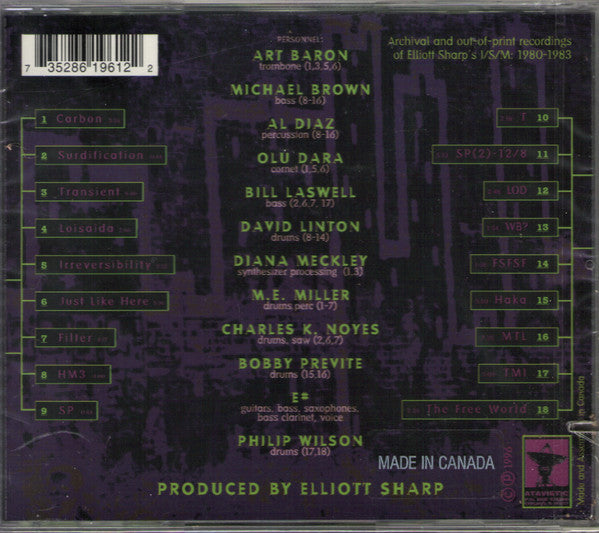 7 35286 19612 2
PERSONNEL:
ART BARON
trombone (1,3,5,6)
MICHAEL BROWN
bass (8-16)
AL DIAZ
percussion (8-16)
OLÚ DARA
cornet (1,5,6)
BILL LASWELL
bass (2,6,7, 17)
DAVID LINTON
drums (8-14)
DIANA MECKLEY
synthesizer processing (1,3)
M.E. MILLER
drums, perc (1-7)
CHARLES K. NOYES
drums, saw (2,6,7)
BOBBY PREVITE
drums (15,16)
E#
guitars, bass, saxophones,
bass clarinet, voice
PHILIP WILSON
drums (17,18)
Archival and out-of-print recordings
of Elliott Sharp's I/S/M: 1980-1983
1 Carbon
2 Surdification
3 Transient
4 Loisaida
5 Irreversibility
6 Just Like Here
7 Filter
8 HM3
9 SP
T 10
SP(2)-12/8 11
LOD 12
WB? 13
FSFST 14
Haka 15
MTL 16
TM1 17
The Free World 18
MADE IN CANADA
PRODUCED BY ELLIOTT SHARP
©℗1996
ATAVISTIC
Made and in Canada